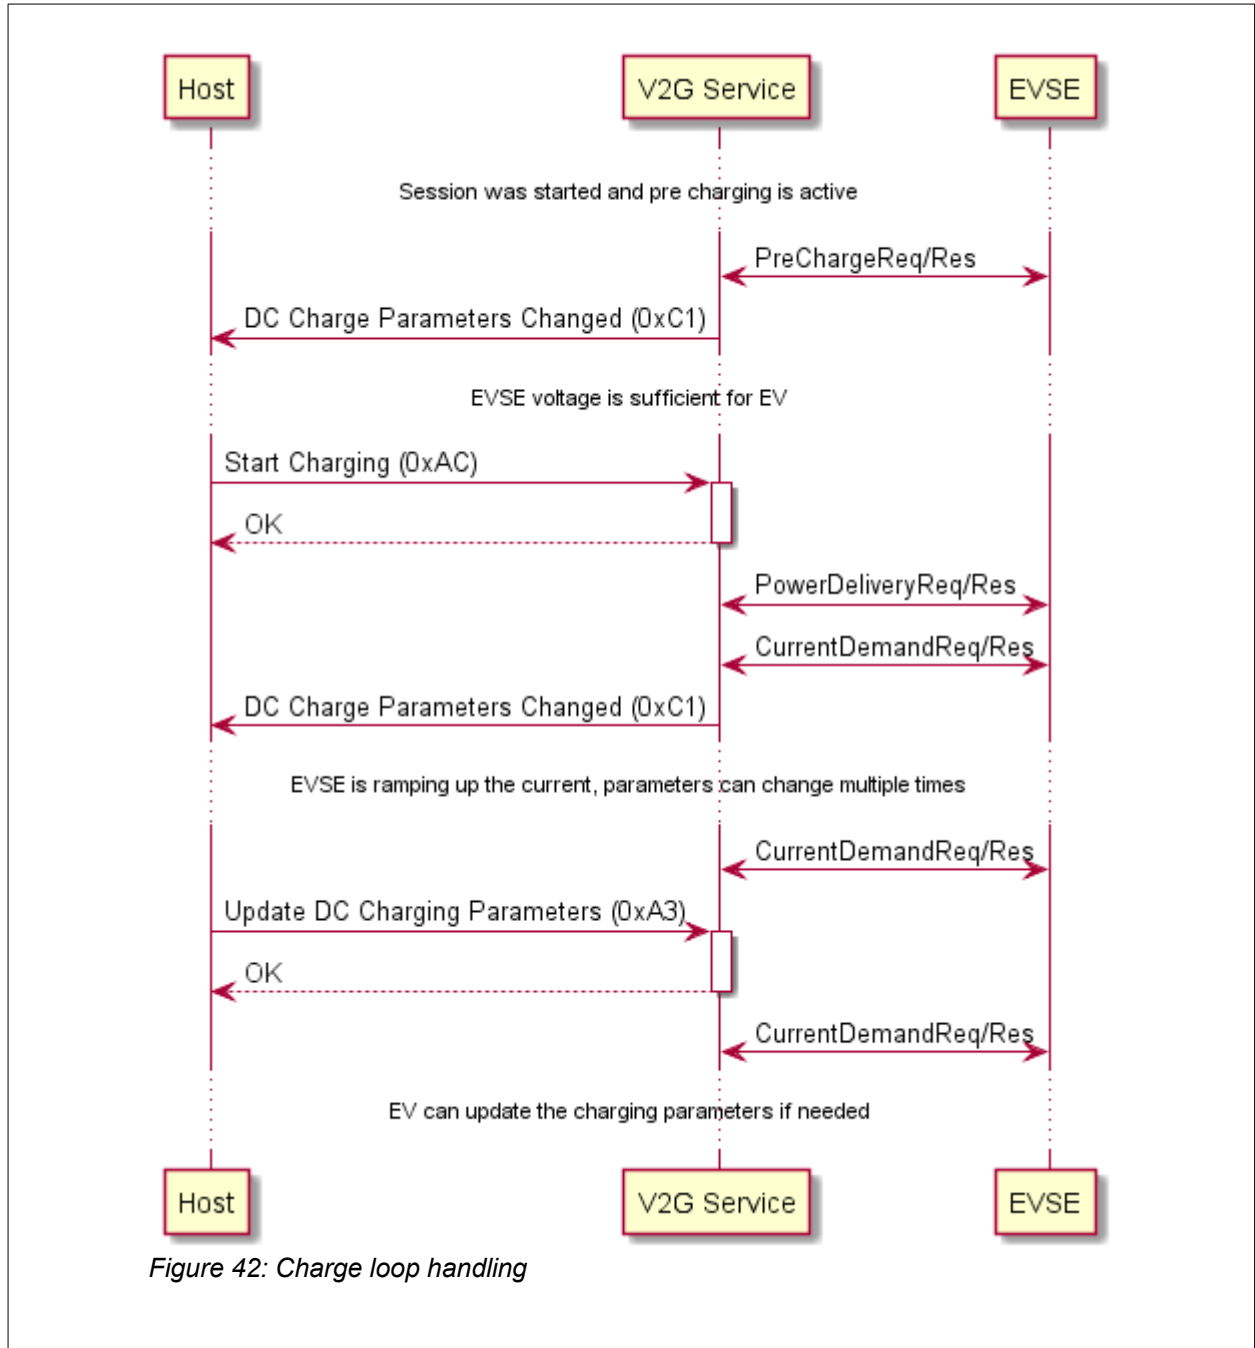 Host
V2G Service
EVSE
Session was started and pre charging is active
PreChargeReq/Res
DC Charge Parameters Changed (0xC1)
EVSE voltage is sufficient for EV
Start Charging (0xAC)
OK
PowerDeliveryReq/Res
CurrentDemandReq/Res
DC Charge Parameters Changed (0xC1)
EVSE is ramping up the current, parameters can change multiple times
CurrentDemandReq/Res
Update DC Charging Parameters (0xA3)
OK
CurrentDemandReq/Res
EV can update the charging parameters if needed
Host
V2G Service
EVSE
Figure 42: Charge loop handling